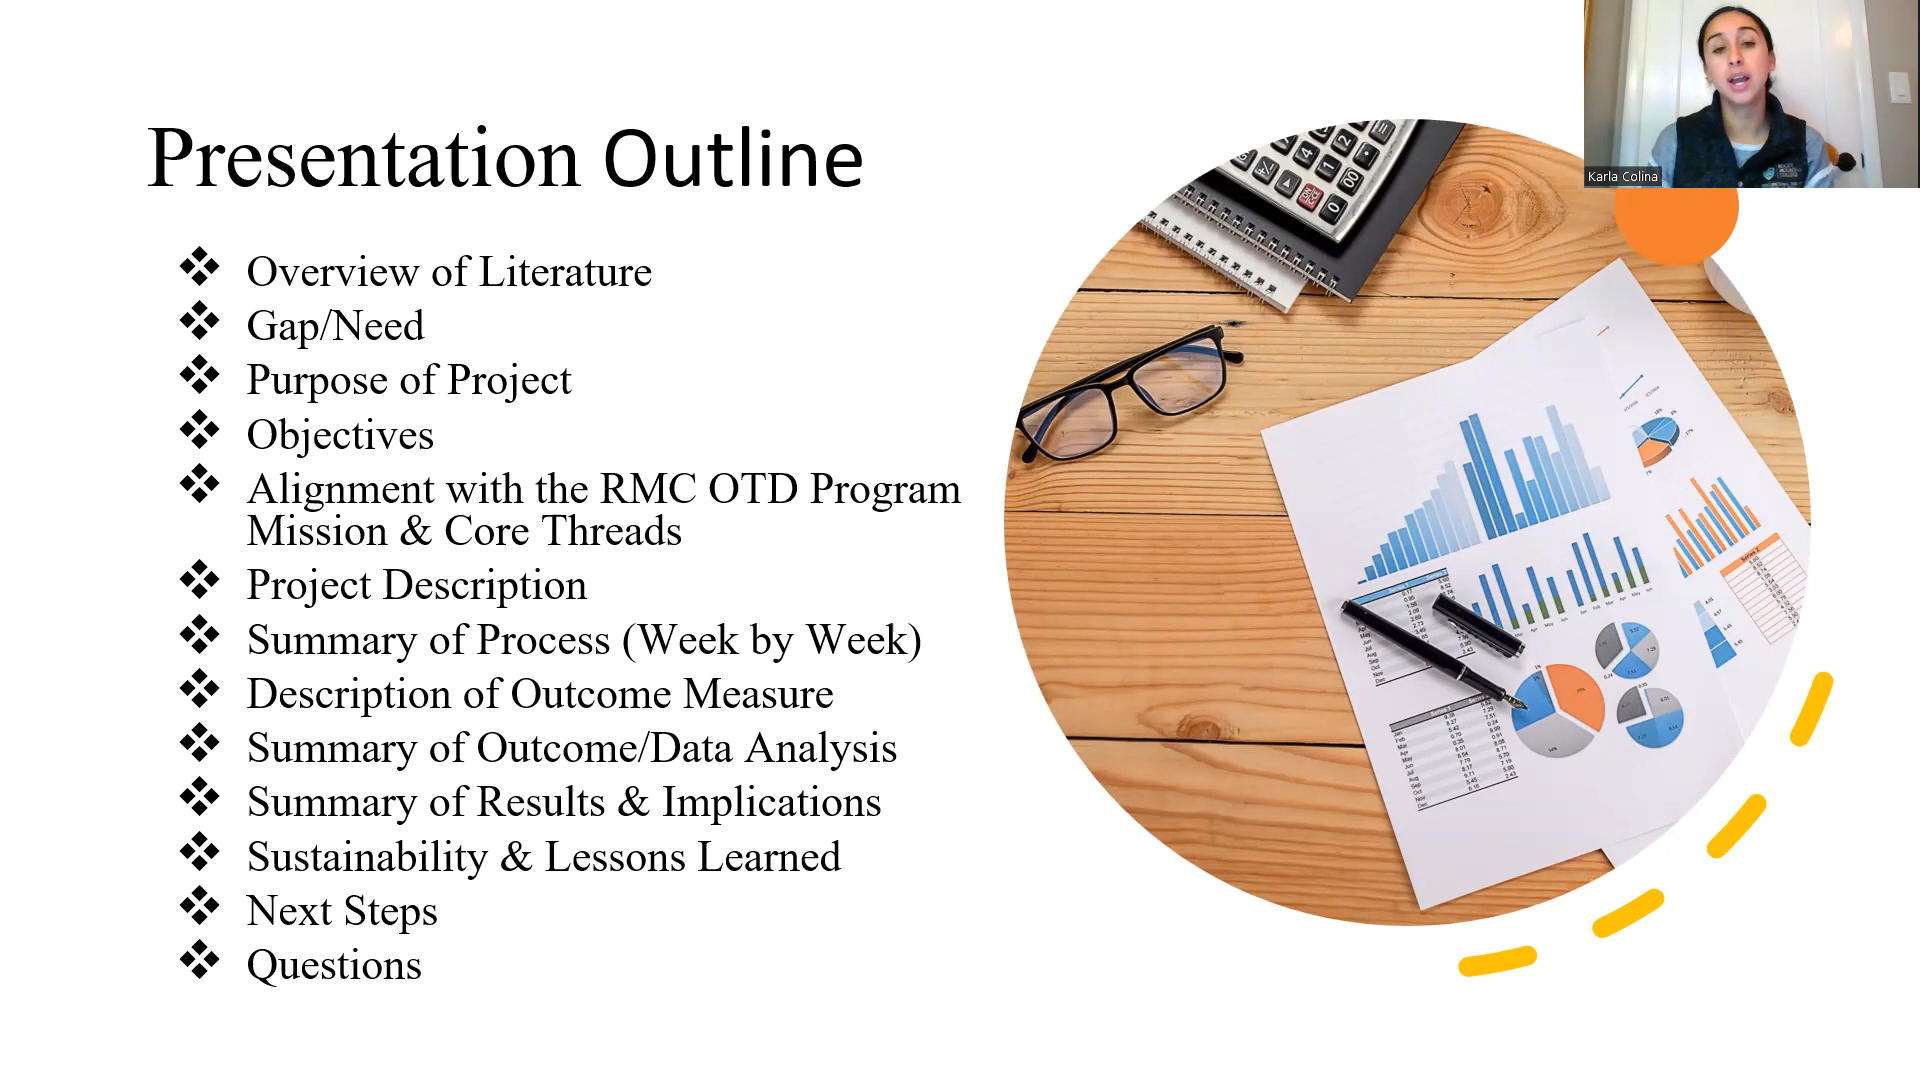 Karla Colina
Presentation Outline
Overview of Literature
Gap/Need
Purpose of Project
Objectives
Alignment with the RMC OTD Program
Mission & Core Threads
Project Description
Summary of Process (Week by Week)
Description of Outcome Measure
Summary of Outcome/Data Analysis
Summary of Results & Implications
Sustainability & Lessons Learned
Next Steps
Questions